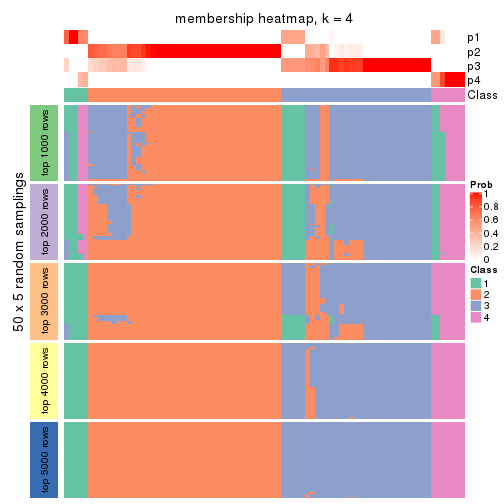 membership heatmap, k = 4
p1
p2
p3
p4
Class
50 x 5 random samplings
top 1000 rows
top 2000 rows
top 3000 rows
top 4000 rows
top 5000 rows
Prob
1
0.8
0.6
0.4
0.2
0
Class
1
2
3
4